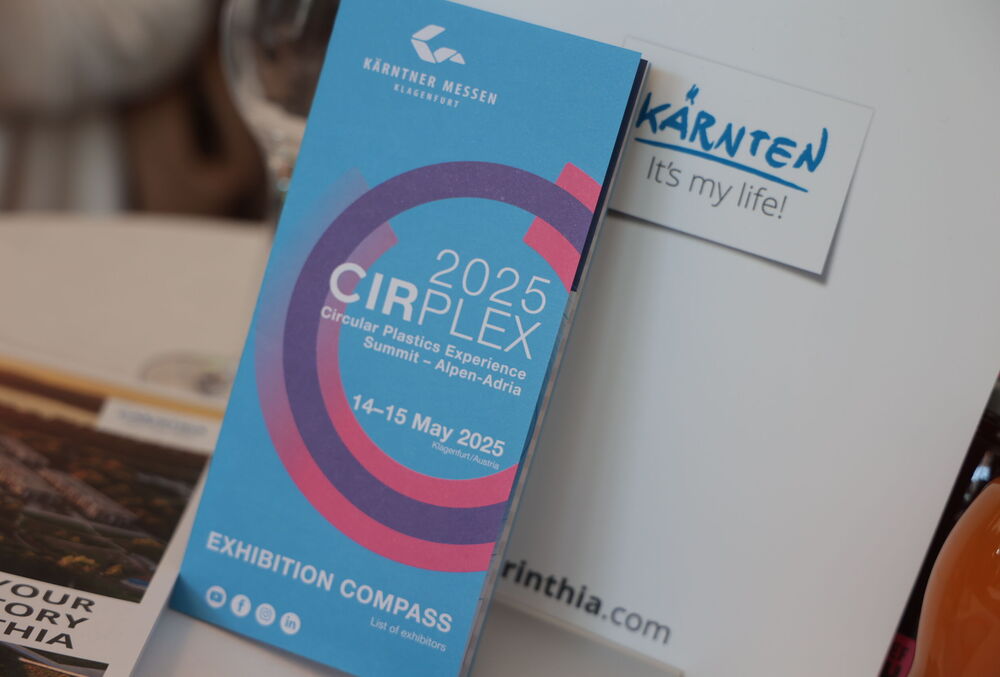 KÄRNTNER MESSEN
KLAGENFURT
2025
CIRPLEX
Circular Plastics Experience
Summit – Alpen-Adria
14–15 May 2025
Klagenfurt/Austria
EXHIBITION COMPASS
List of exhibitors
KÄRNTEN
It's my life!
rinthia.com
YOUR
TORY
THIA